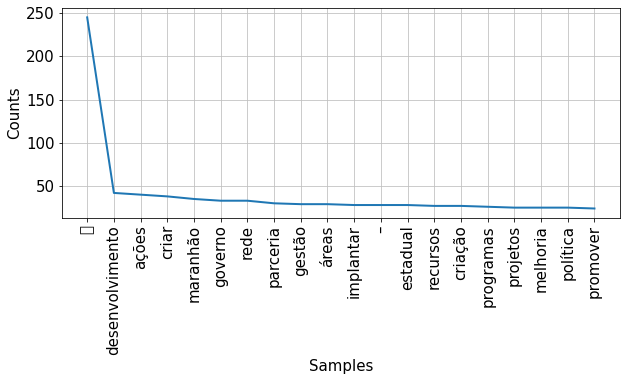 250
200
150
100
50
Counts
desenvolvimento
ações
criar
maranhão
governo
rede
parceria
gestão
áreas
implantar
–
estadual
recursos
criação
programas
projetos
melhoria
política
promover
Samples